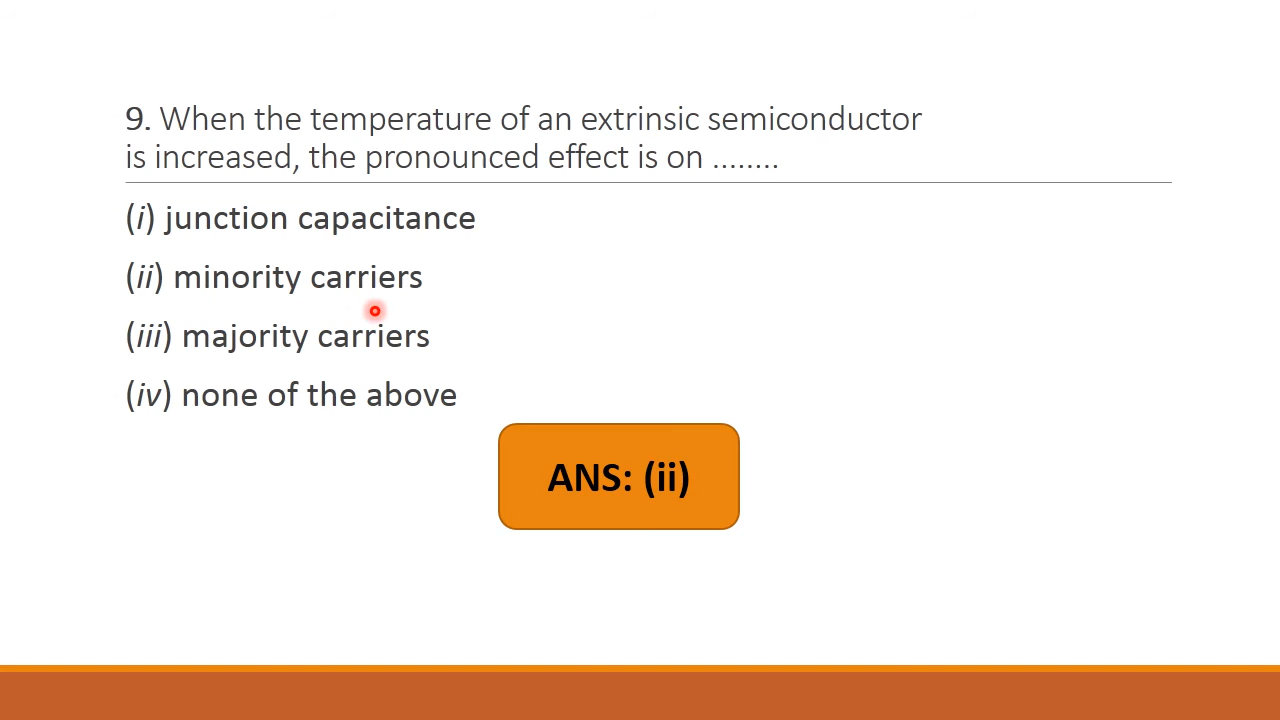 9. When the temperature of an extrinsic semiconductor
is increased, the pronounced effect is on ........
(i) junction capacitance
(ii) minority carriers
(iii) majority carriers
(iv) none of the above
ANS: (ii)